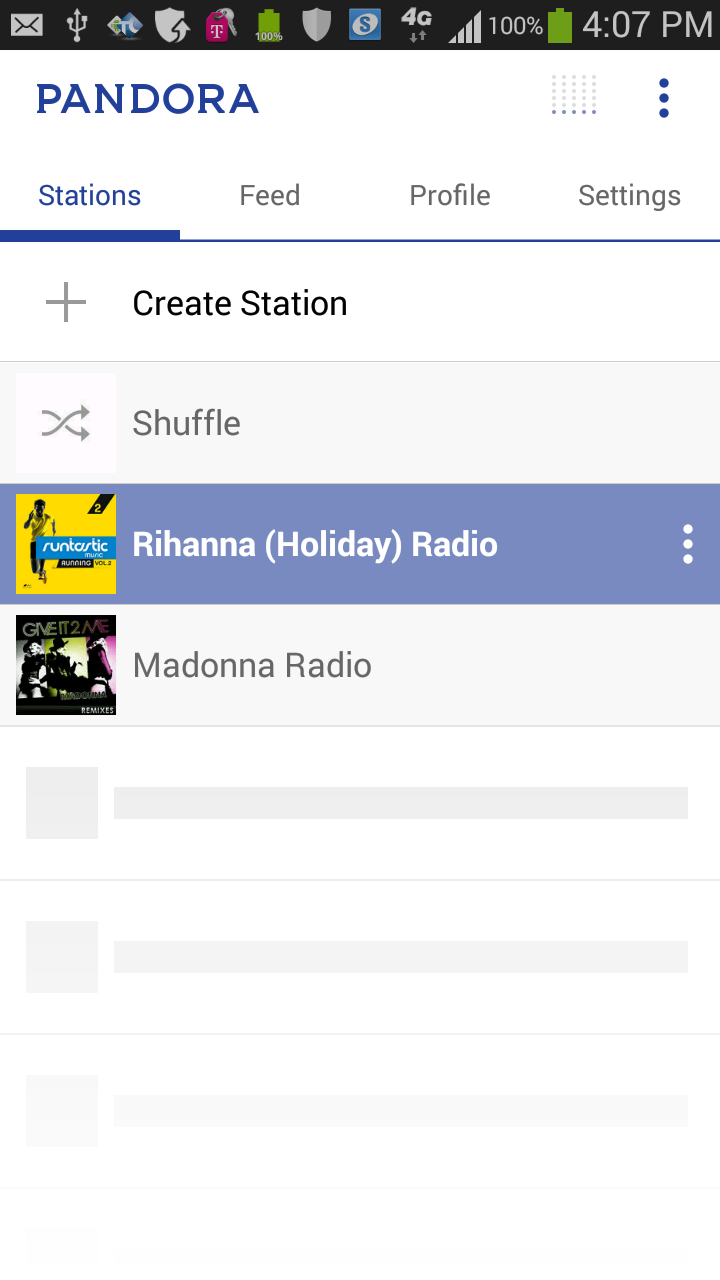 4G 100% 4:07 PM
T
100%
S
PANDORA
Stations Feed Profile Settings
Create Station
Shuffle
2
runtastic
music
RUNNING VOL.2
Rihanna (Holiday) Radio
GIVE IT 2 ME
MADONNA
REMIXES
Madonna Radio